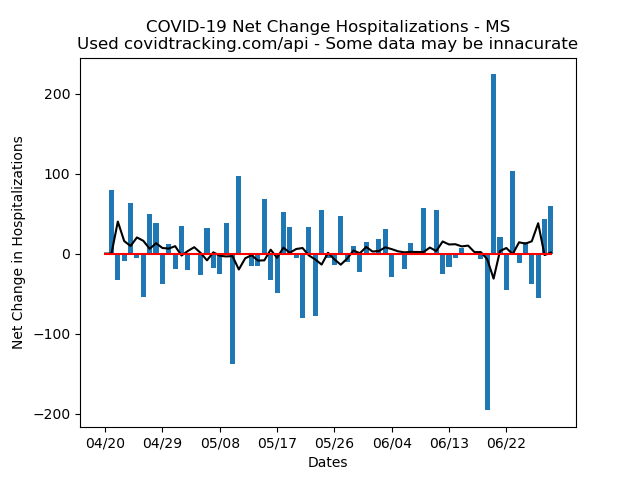 COVID-19 Net Change Hospitalizations - MS
Used covidtracking.com/api - Some data may be innacurate
Net Change in Hospitalizations
200
100
0
−100
−200
04/20 04/29 05/08 05/17 05/26 06/04 06/13 06/22
Dates